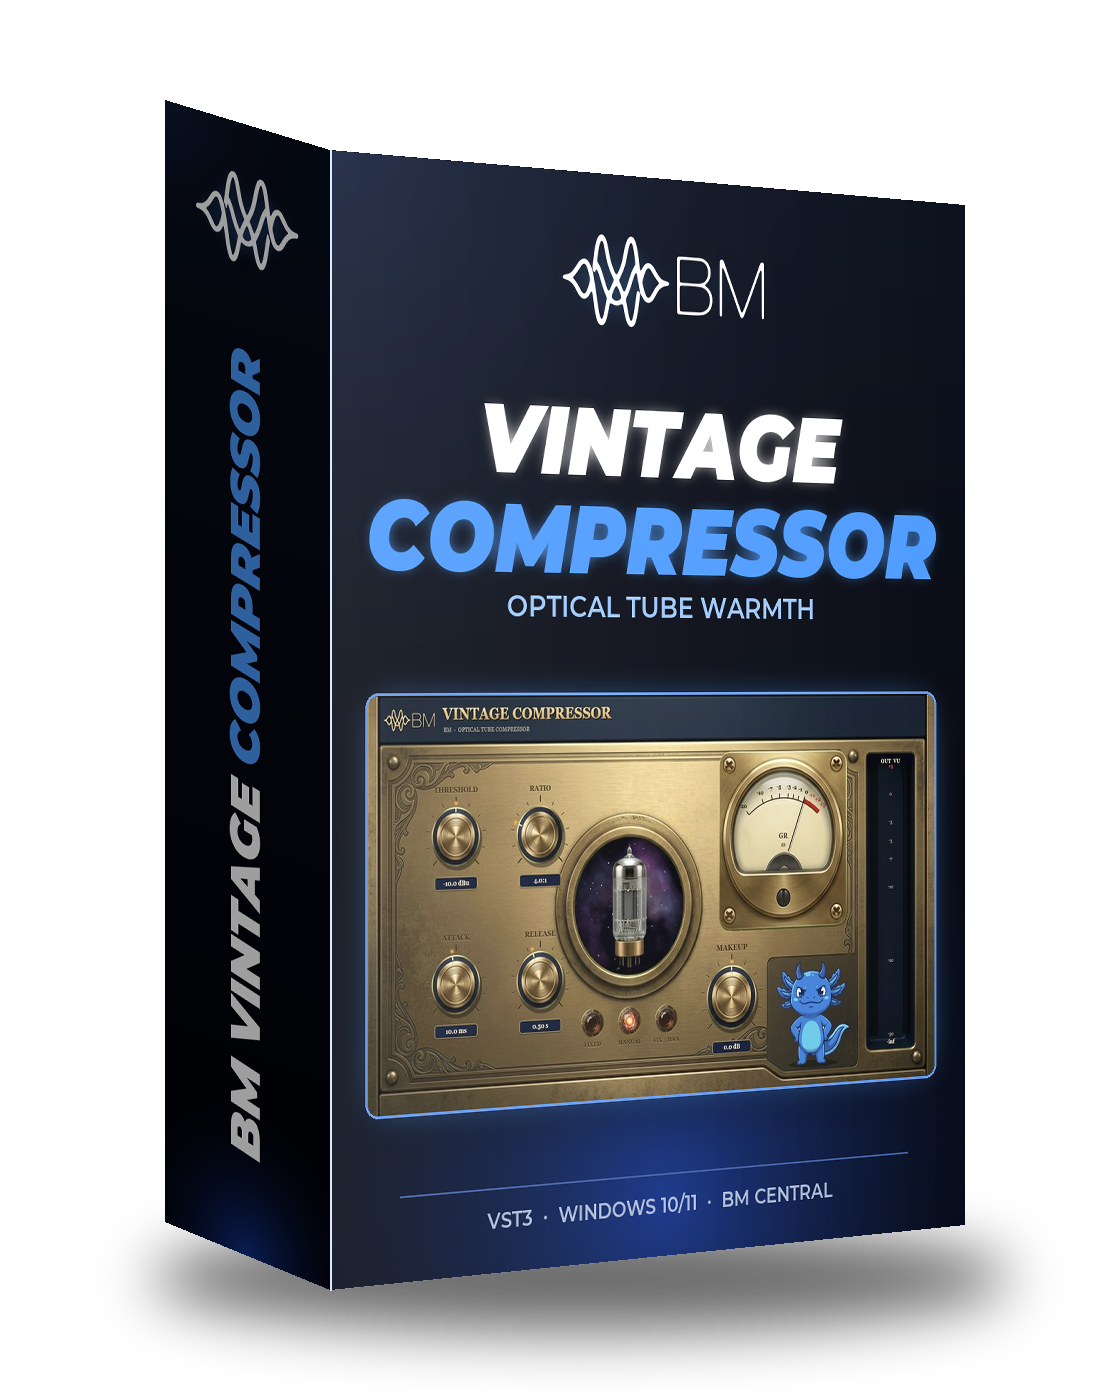 BM VINTAGE COMPRESSOR
BM
VINTAGE
COMPRESSOR
OPTICAL TUBE WARMTH
BM VINTAGE COMPRESSOR
BM · OPTICAL TUBE COMPRESSOR
THRESHOLD
RATIO
-10.0 dBu
4.0:1
GR
OUT VU
ATTACK
RELEASE
MAKEUP
10.0 ms
0.50 s
0.0 dB
FIXED
MANUAL
-inf
VST3 · WINDOWS 10/11 · BM CENTRAL